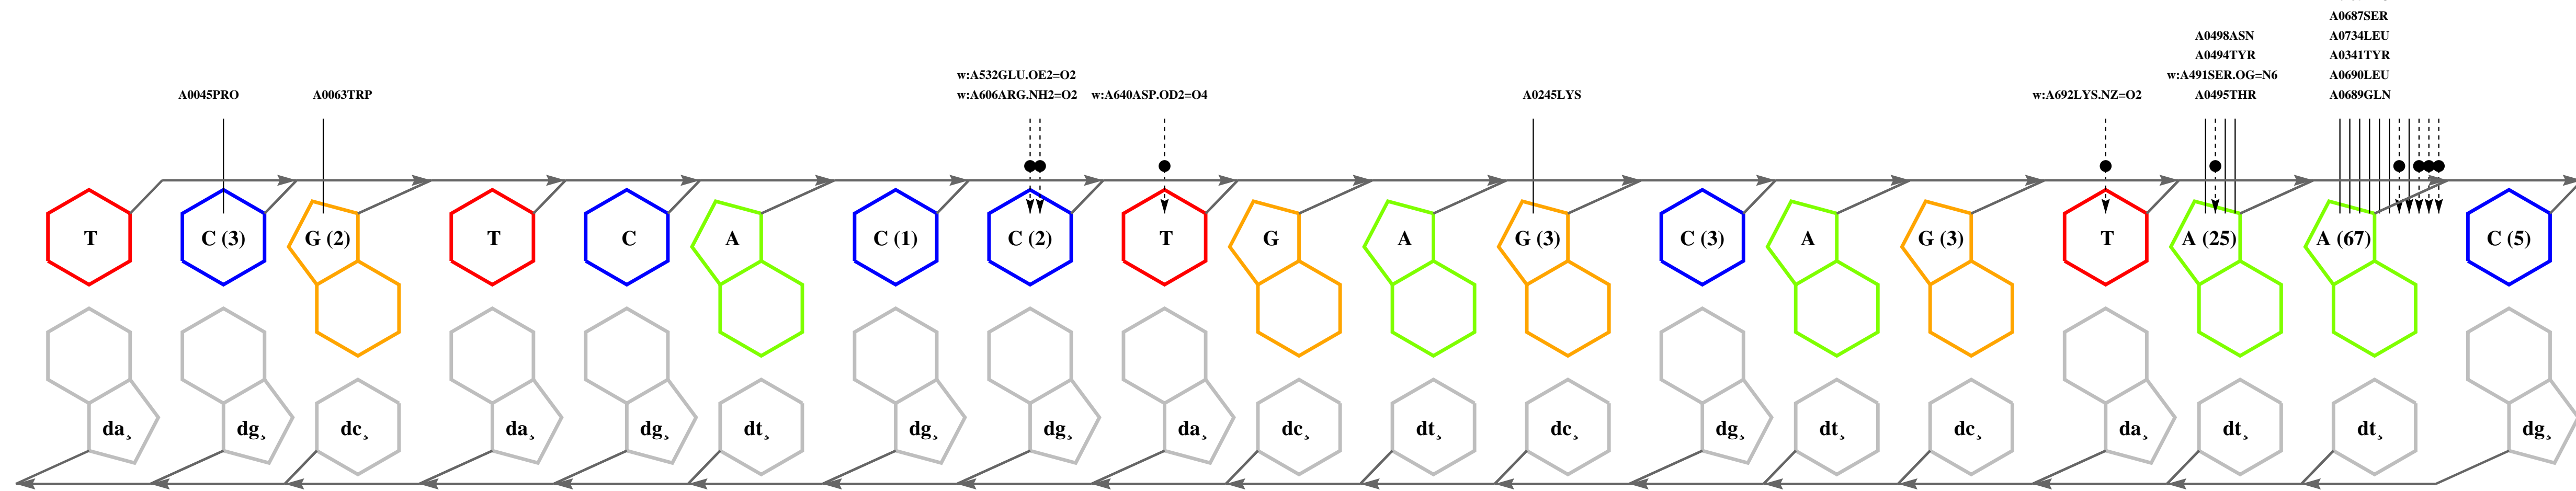 A0687SER
A0498ASN
A0734LEU
A0494TYR
A0341TYR
w:A532GLU.OE2=O2
w:A491SER.OG=N6
A0690LEU
A0045PRO
A0063TRP
w:A606ARG.NH2=O2
w:A640ASP.OD2=O4
A0245LYS
w:A692LYS.NZ=O2
A0495THR
A0689GLN
T C (3) G (2) T C A C (1) C (2) T G A G (3) C (3) A G (3) T A (25) A (67) C (5)
da¸ dg¸ dc¸ da¸ dg¸ dt¸ dg¸ dg¸ da¸ dc¸ dt¸ dc¸ dg¸ dt¸ dc¸ da¸ dt¸ dt¸ dg¸